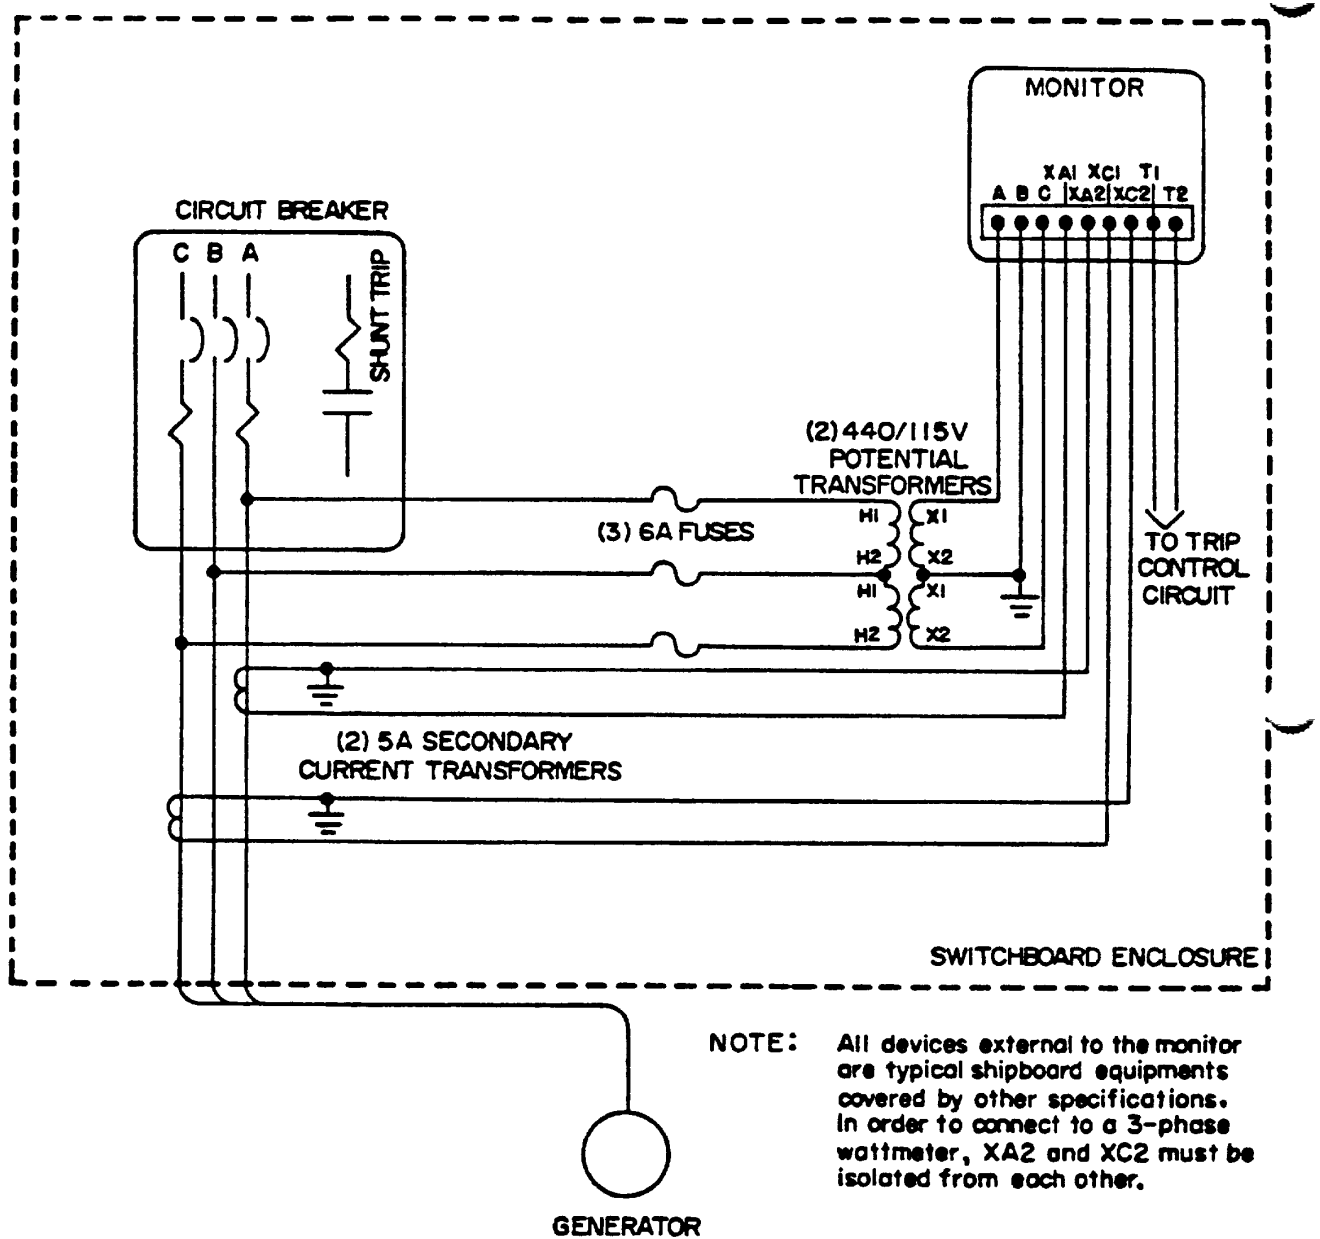 MONITOR
XA1 XC1 T1
A B C XA2 XC2 T2
CIRCUIT BREAKER
C B A
SHUNT TRIP
(2) 440/115V
POTENTIAL
TRANSFORMERS
H1 X1
(3) 6A FUSES
H2 X2
H1 X1
H2 X2
TO TRIP
CONTROL
CIRCUIT
(2) 5A SECONDARY
CURRENT TRANSFORMERS
SWITCHBOARD ENCLOSURE
NOTE: All devices external to the monitor
are typical shipboard equipments
covered by other specifications.
In order to connect to a 3-phase
wattmeter, XA2 and XC2 must be
isolated from each other.
GENERATOR